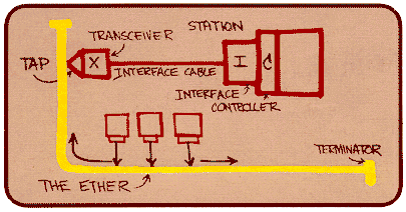 STATION
TRANSCEIVER
TAP
X
I
C
INTERFACE CABLE
INTERFACE
CONTROLLER
TERMINATOR
THE ETHER